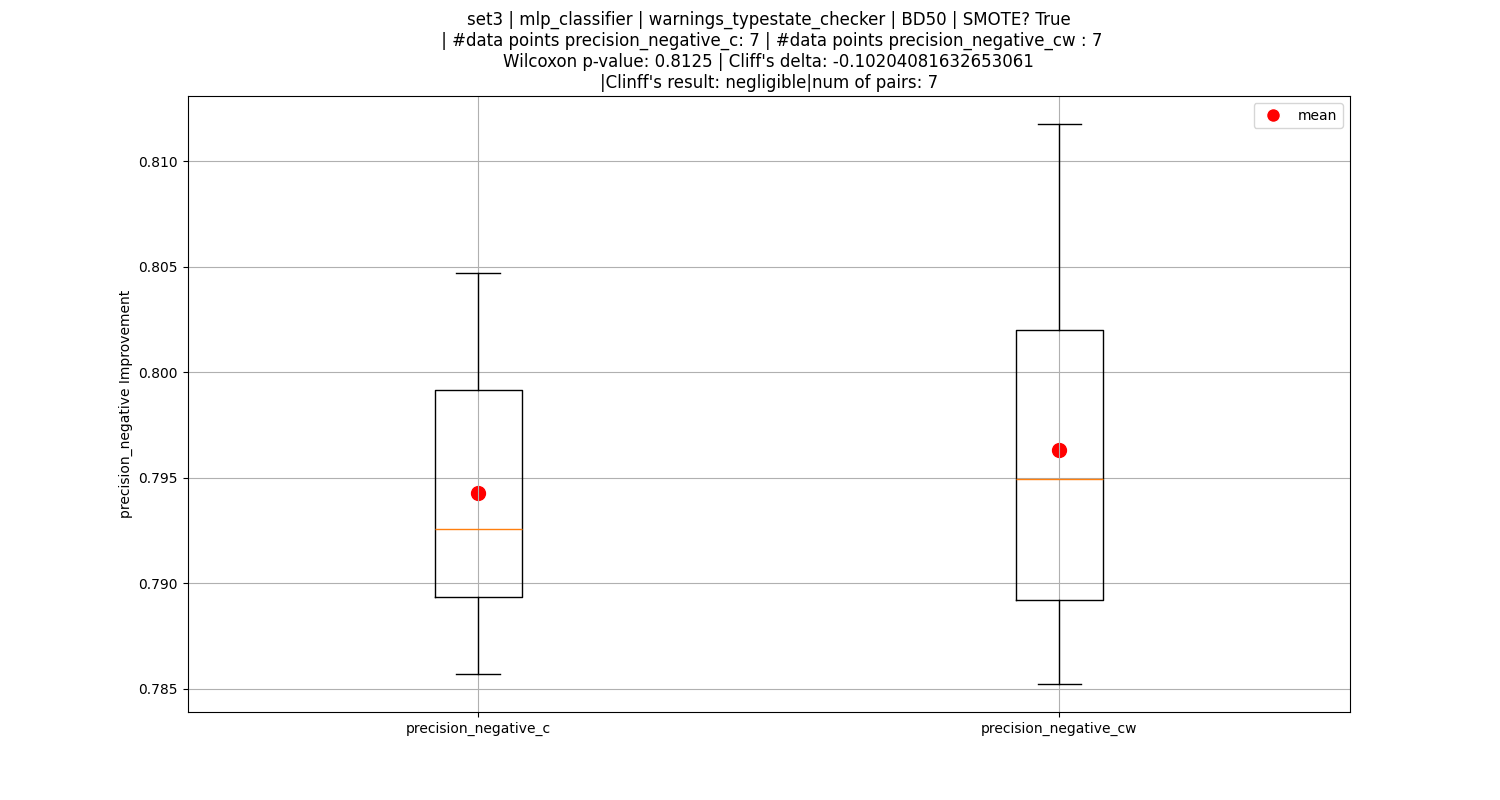 set3 | mlp_classifier | warnings_typestate_checker | BD50 | SMOTE? True
| #data points precision_negative_c: 7 | #data points precision_negative_cw : 7
Wilcoxon p-value: 0.8125 | Cliff's delta: -0.10204081632653061
|Clinff's result: negligible|num of pairs: 7
mean
0.810
0.805
0.800
0.795
0.790
0.785
precision_negative Improvement
precision_negative_c
precision_negative_cw